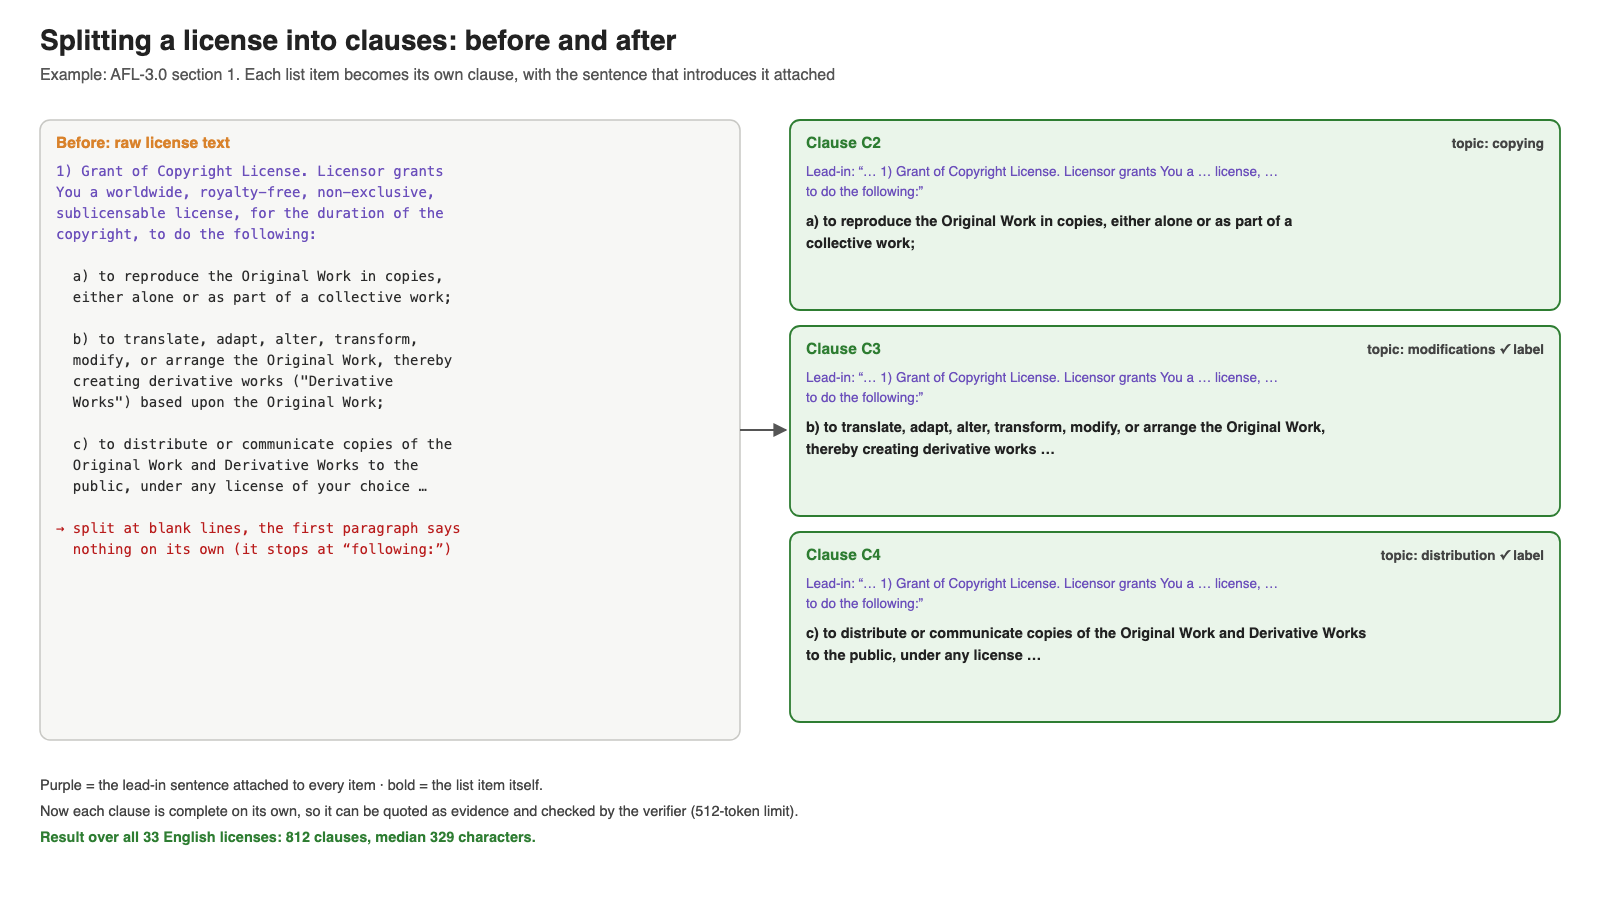 Splitting a license into clauses: before and after
Example: AFL-3.0 section 1. Each list item becomes its own clause, with the sentence that introduces it attached
Before: raw license text
1) Grant of Copyright License. Licensor grants
You a worldwide, royalty-free, non-exclusive,
sublicensable license, for the duration of the
copyright, to do the following:
a) to reproduce the Original Work in copies,
either alone or as part of a collective work;
b) to translate, adapt, alter, transform,
modify, or arrange the Original Work, thereby
creating derivative works ("Derivative
Works") based upon the Original Work;
c) to distribute or communicate copies of the
Original Work and Derivative Works to the
public, under any license of your choice …
→ split at blank lines, the first paragraph says
nothing on its own (it stops at “following:”)
Clause C2 topic: copying
Lead-in: “… 1) Grant of Copyright License. Licensor grants You a … license, …
to do the following:”
a) to reproduce the Original Work in copies, either alone or as part of a
collective work;
Clause C3 topic: modifications ✓ label
Lead-in: “… 1) Grant of Copyright License. Licensor grants You a … license, …
to do the following:”
b) to translate, adapt, alter, transform, modify, or arrange the Original Work,
thereby creating derivative works …
Clause C4 topic: distribution ✓ label
Lead-in: “… 1) Grant of Copyright License. Licensor grants You a … license, …
to do the following:”
c) to distribute or communicate copies of the Original Work and Derivative Works
to the public, under any license …
Purple = the lead-in sentence attached to every item · bold = the list item itself.
Now each clause is complete on its own, so it can be quoted as evidence and checked by the verifier (512-token limit).
Result over all 33 English licenses: 812 clauses, median 329 characters.